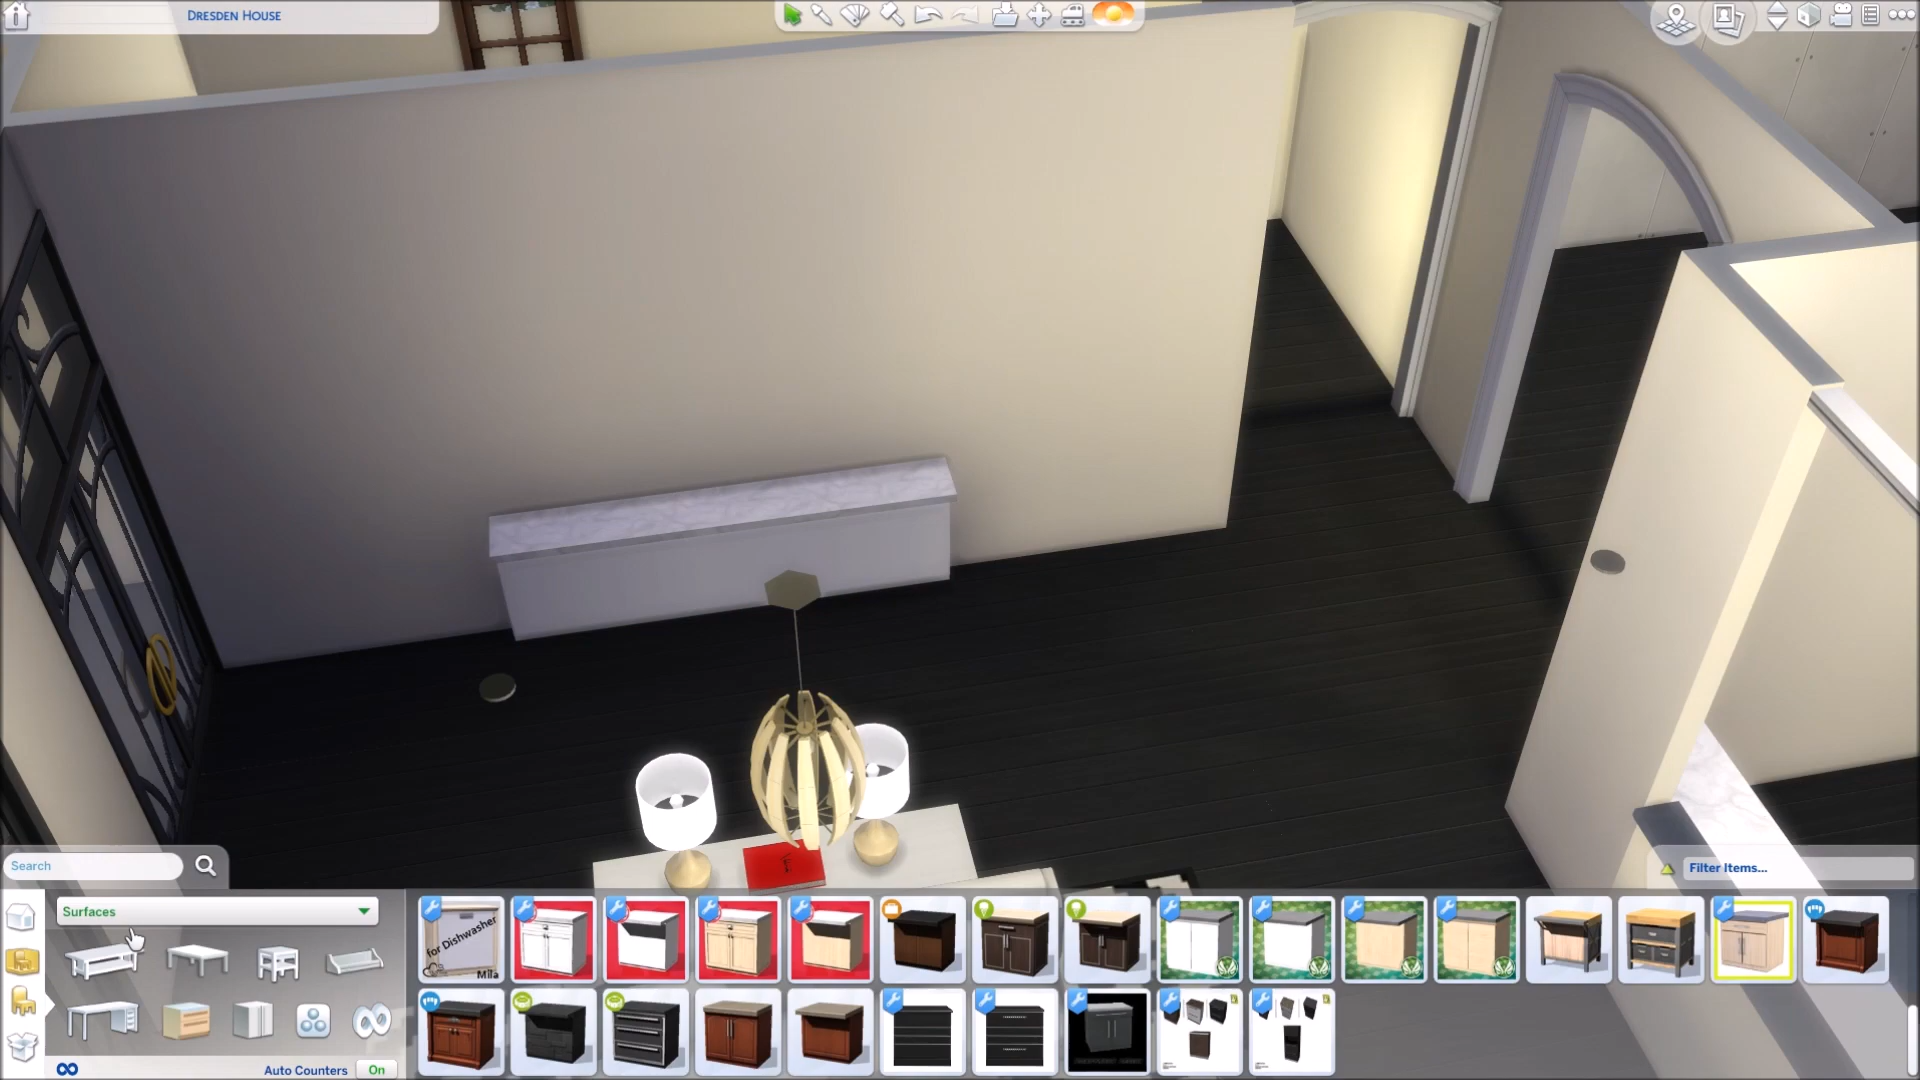 DRESDEN HOUSE
Search
Filter Items...
Surfaces
for Dishwasher
Mila
Auto Counters
On